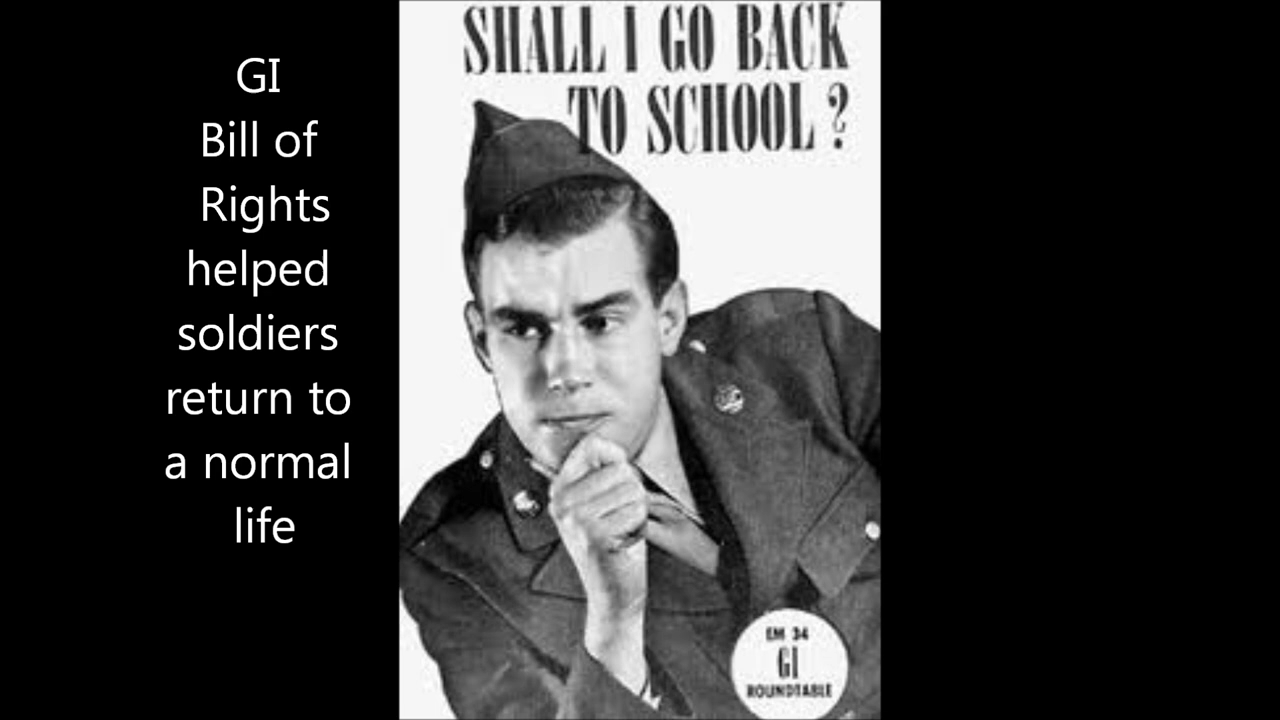 GI
Bill of
Rights
helped
soldiers
return to
a normal
life
SHALL I GO BACK
TO SCHOOL ?
EM 34
GI
ROUNDTABLE